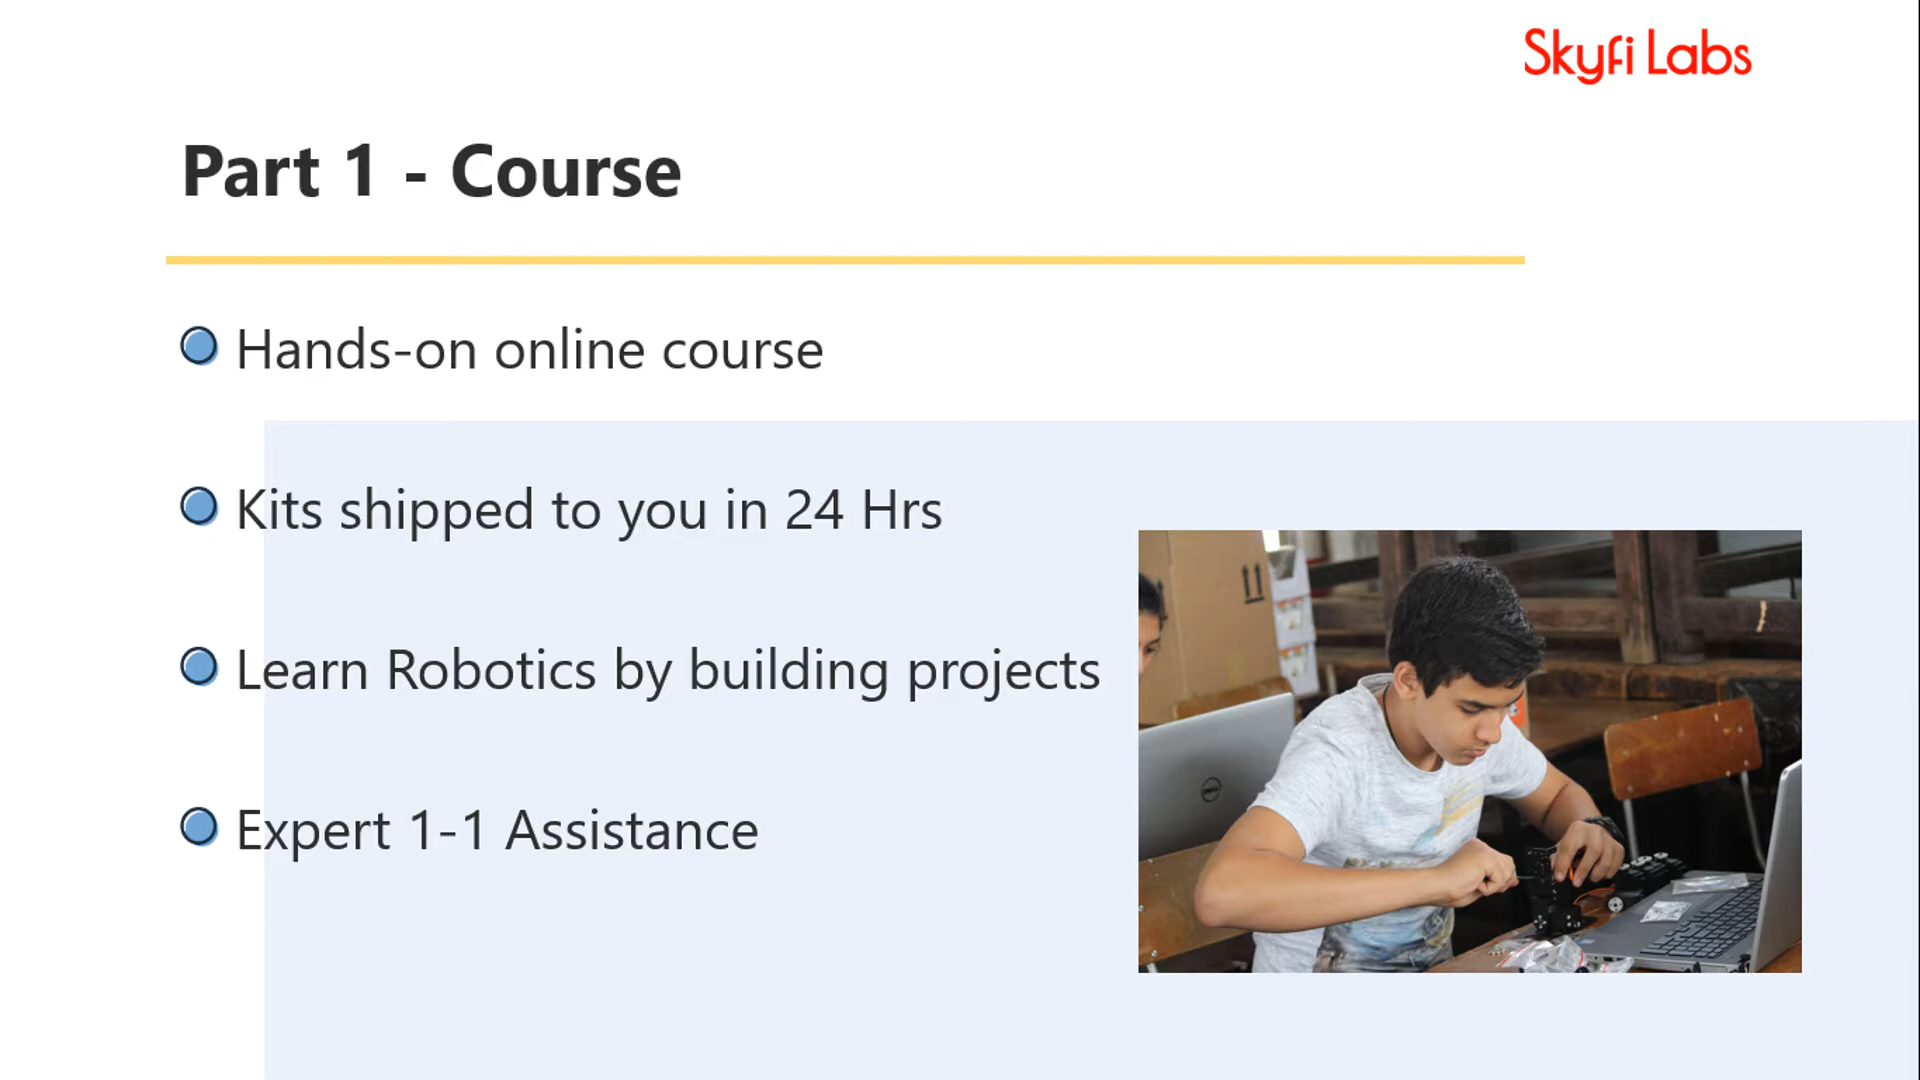 Skyfi Labs
Part 1 - Course
Hands-on online course
Kits shipped to you in 24 Hrs
Learn Robotics by building projects
Expert 1-1 Assistance
DELL